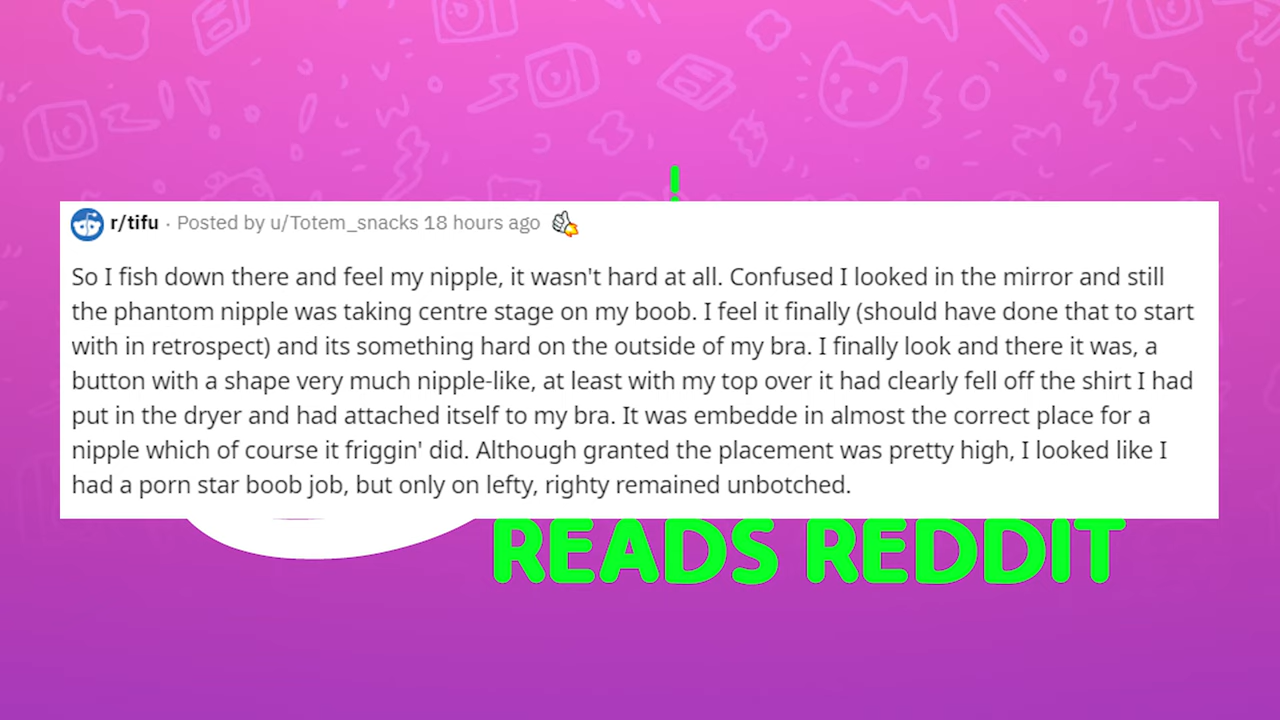 !
r/tifu · Posted by u/Totem_snacks 18 hours ago
So I fish down there and feel my nipple, it wasn't hard at all. Confused I looked in the mirror and still
the phantom nipple was taking centre stage on my boob. I feel it finally (should have done that to start
with in retrospect) and its something hard on the outside of my bra. I finally look and there it was, a
button with a shape very much nipple-like, at least with my top over it had clearly fell off the shirt I had
put in the dryer and had attached itself to my bra. It was embedde in almost the correct place for a
nipple which of course it friggin' did. Although granted the placement was pretty high, I looked like I
had a porn star boob job, but only on lefty, righty remained unbotched.
READS REDDIT